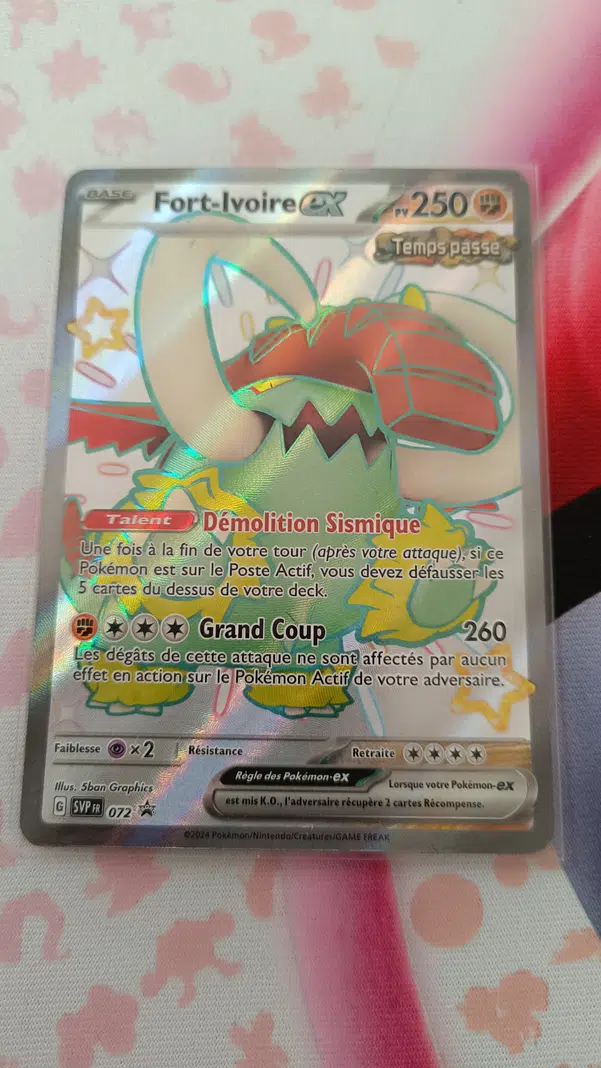 BASE Fort-Ivoire ex PV 250
Temps passé
Talent Démolition Sismique
Une fois à la fin de votre tour (après votre attaque), si ce
Pokémon est sur le Poste Actif, vous devez défausser les
5 cartes du dessus de votre deck.
Grand Coup 260
Les dégâts de cette attaque ne sont affectés par aucun
effet en action sur le Pokémon Actif de votre adversaire.
Faiblesse ×2 Résistance Retraite
Illus. 5ban Graphics
Règle des Pokémon-ex Lorsque votre Pokémon-ex
est mis K.O., l'adversaire récupère 2 cartes Récompense.
G SVP FR 072
©2024 Pokémon/Nintendo/Creatures/GAME FREAK